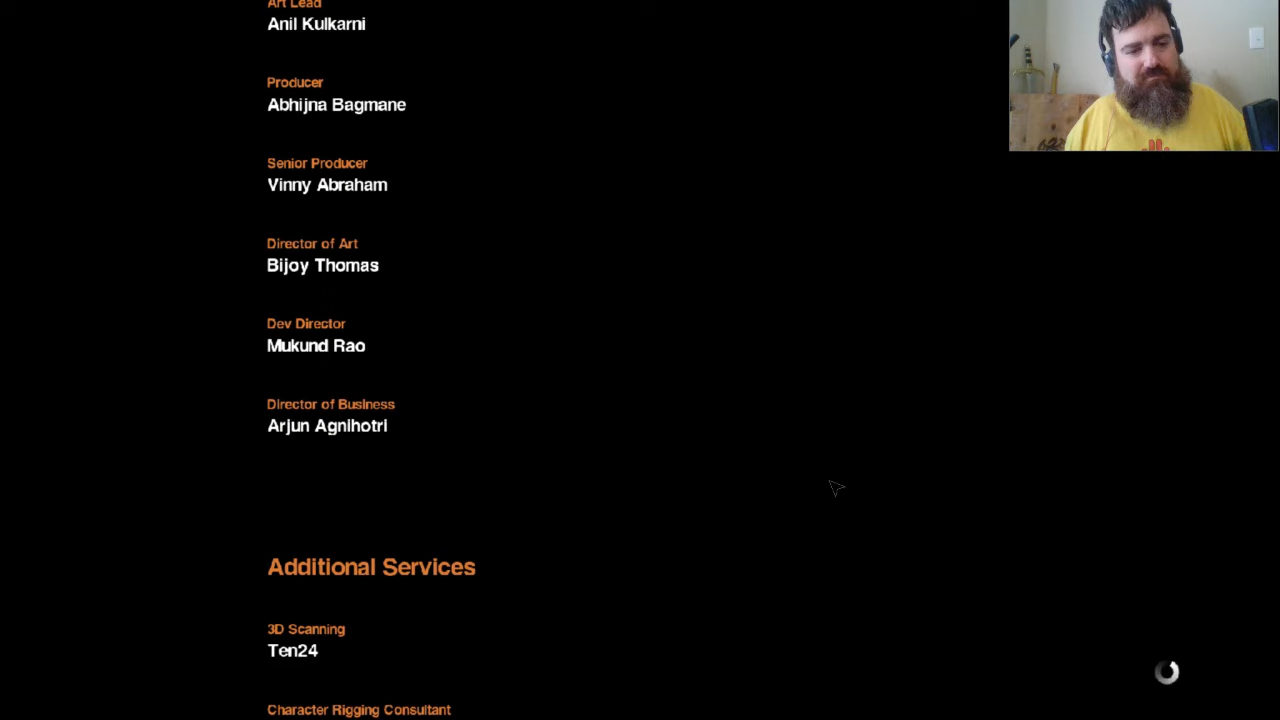 Art Lead
Anil Kulkarni
Producer
Abhijna Bagmane
Senior Producer
Vinny Abraham
Director of Art
Bijoy Thomas
Dev Director
Mukund Rao
Director of Business
Arjun Agnihotri
Additional Services
3D Scanning
Ten24
Character Rigging Consultant